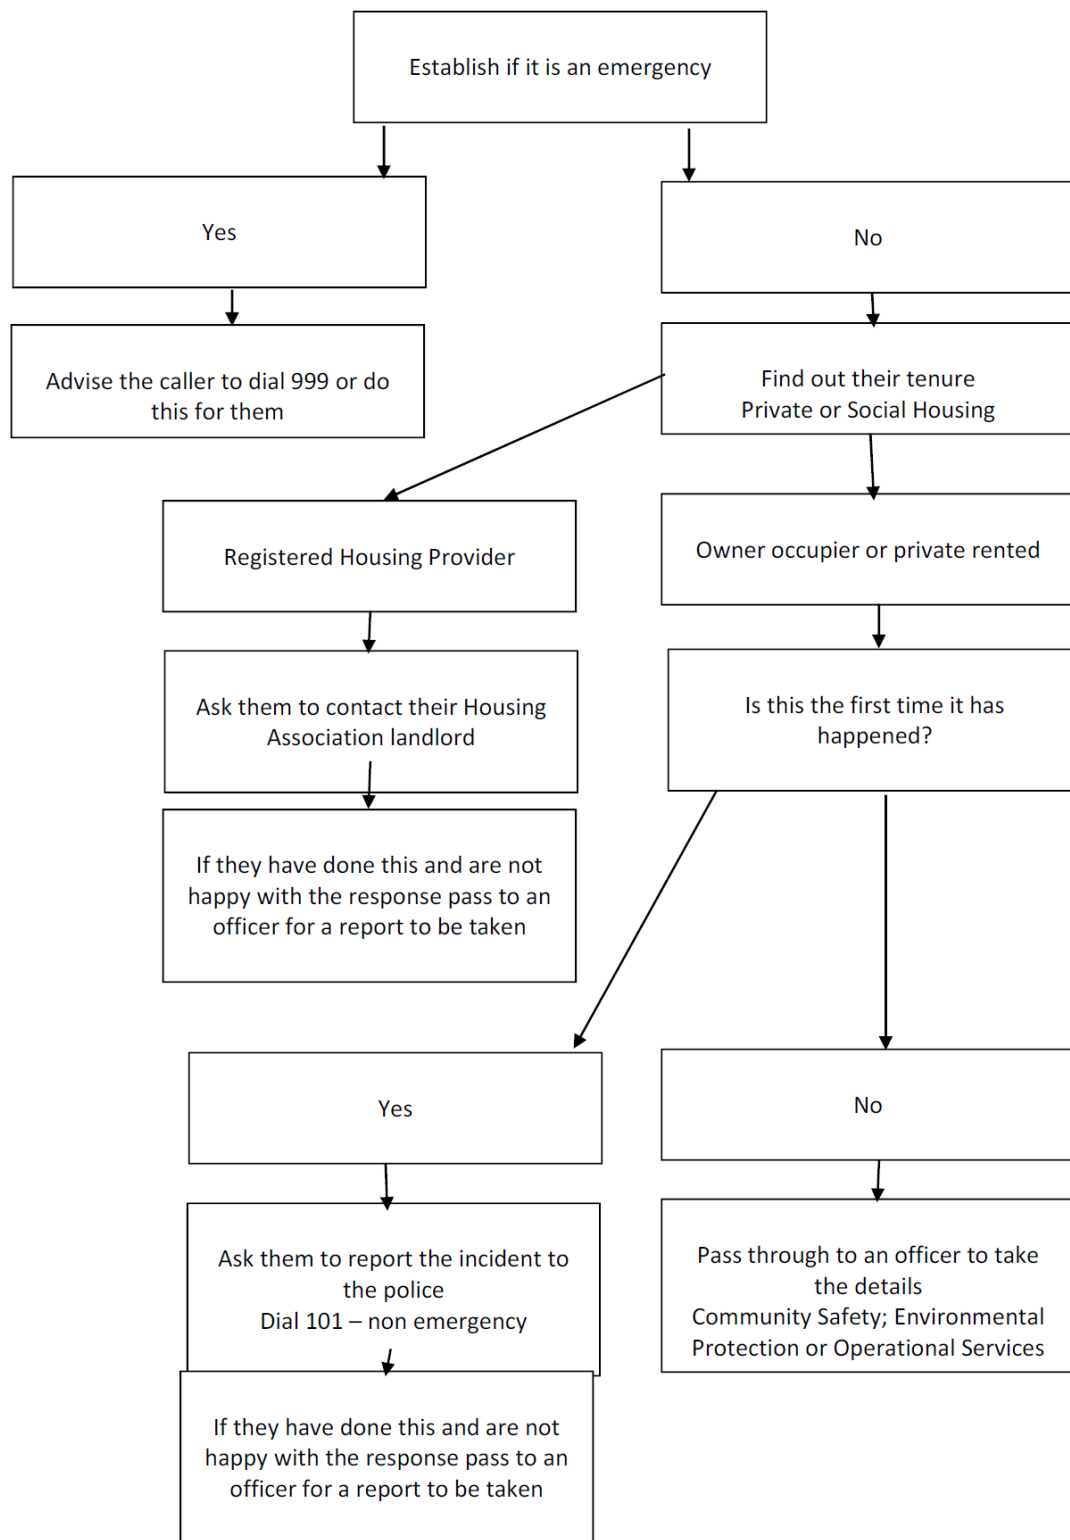 Establish if it is an emergency
Yes
No
Advise the caller to dial 999 or do
this for them
Find out their tenure
Private or Social Housing
Registered Housing Provider
Owner occupier or private rented
Ask them to contact their Housing
Association landlord
Is this the first time it has
happened?
If they have done this and are not
happy with the response pass to an
officer for a report to be taken
Yes
No
Ask them to report the incident to
the police
Dial 101 – non emergency
Pass through to an officer to take
the details
Community Safety; Environmental
Protection or Operational Services
If they have done this and are not
happy with the response pass to an
officer for a report to be taken